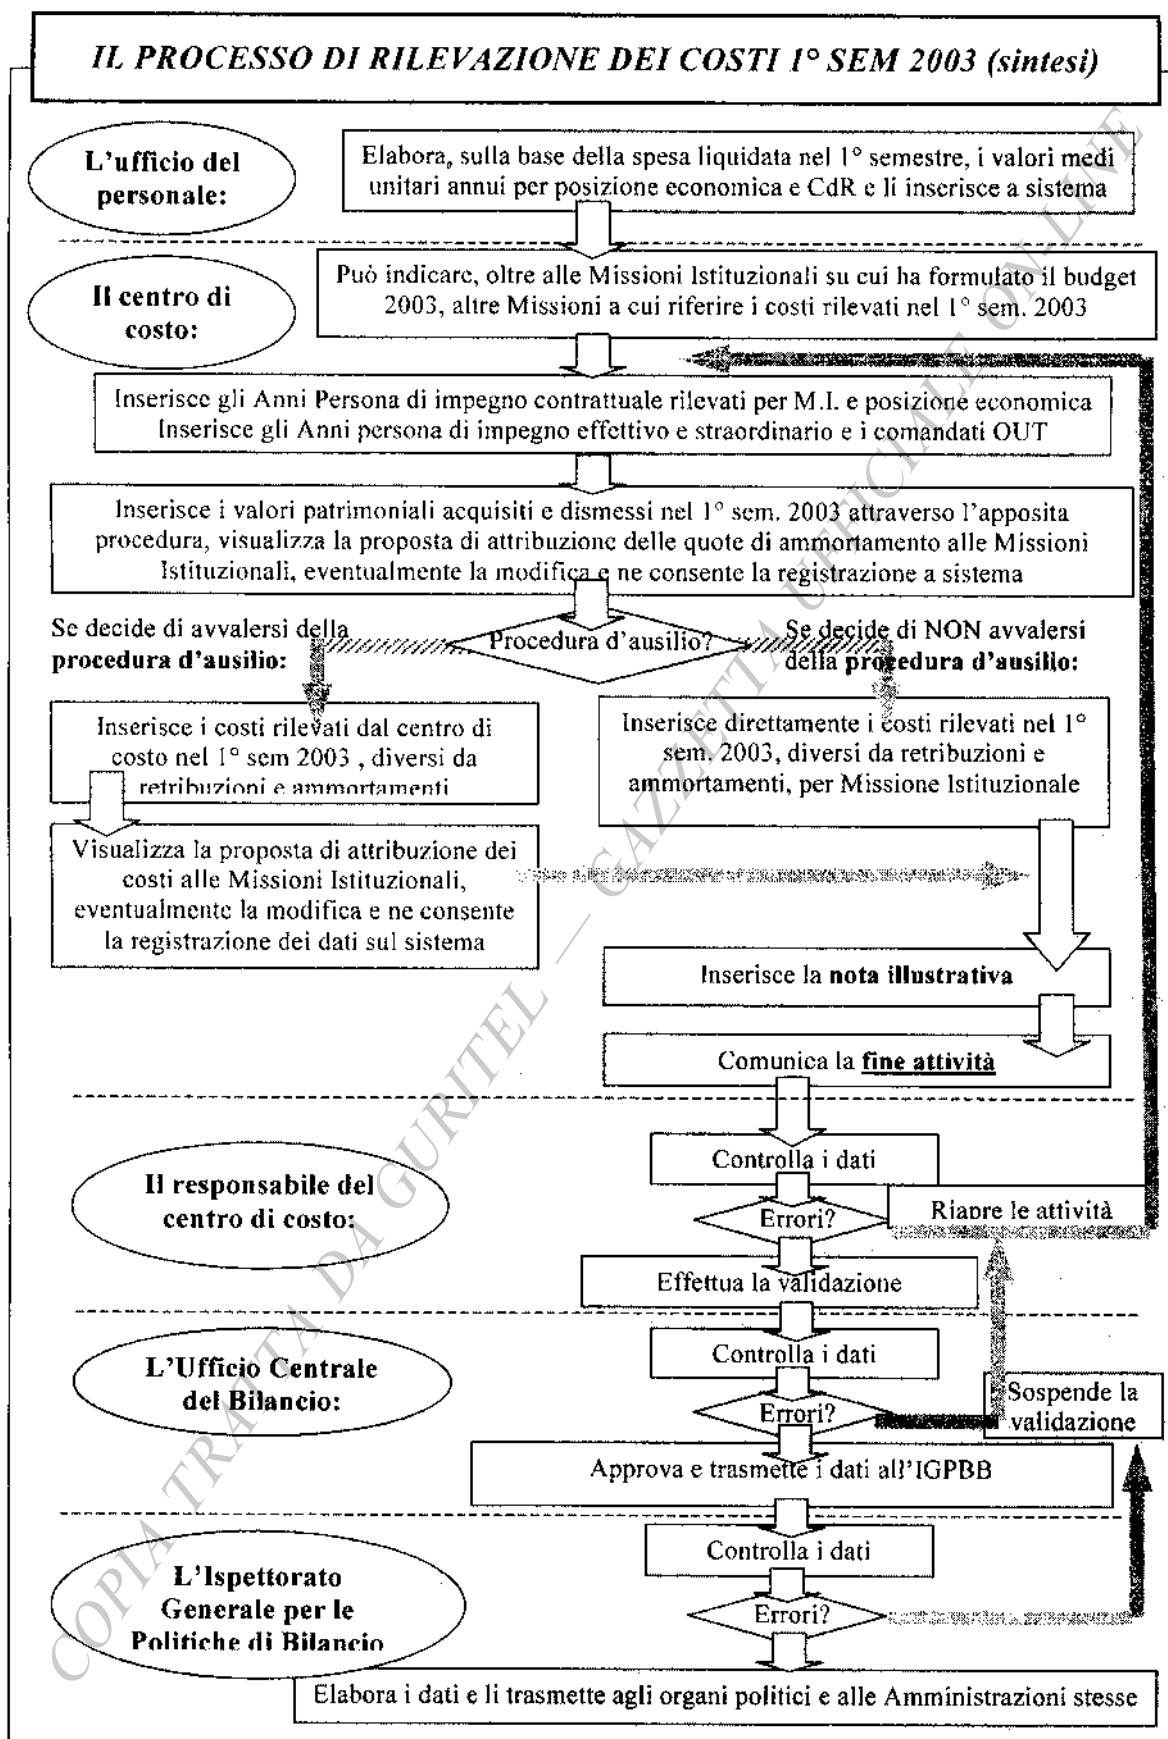 IL PROCESSO DI RILEVAZIONE DEI COSTI 1° SEM 2003 (sintesi)
L'ufficio del
personale:
Elabora, sulla base della spesa liquidata nel 1° semestre, i valori medi
unitari annui per posizione economica e CdR e li inserisce a sistema
Il centro di
costo:
Può indicare, oltre alle Missioni Istituzionali su cui ha formulato il budget
2003, altre Missioni a cui riferire i costi rilevati nel 1° sem. 2003
Inserisce gli Anni Persona di impegno contrattuale rilevati per M.I. e posizione economica
Inserisce gli Anni persona di impegno effettivo e straordinario e i comandati OUT
Inserisce i valori patrimoniali acquisiti e dismessi nel 1° sem. 2003 attraverso l'apposita
procedura, visualizza la proposta di attribuzione delle quote di ammortamento alle Missioni
Istituzionali, eventualmente la modifica e ne consente la registrazione a sistema
Procedura d'ausilio?
Se decide di avvalersi della
procedura d'ausilio:
Se decide di NON avvalersi
della procedura d'ausilio:
Inserisce i costi rilevati dal centro di
costo nel 1° sem 2003 , diversi da
retribuzioni e ammortamenti
Inserisce direttamente i costi rilevati nel 1°
sem. 2003, diversi da retribuzioni e
ammortamenti, per Missione Istituzionale
Visualizza la proposta di attribuzione dei
costi alle Missioni Istituzionali,
eventualmente la modifica e ne consente
la registrazione dei dati sul sistema
Inserisce la nota illustrativa
Comunica la fine attività
Il responsabile del
centro di costo:
Controlla i dati
Errori?
Riapre le attività
Effettua la validazione
L'Ufficio Centrale
del Bilancio:
Controlla i dati
Errori?
Sospende la
validazione
Approva e trasmette i dati all'IGPBB
L'Ispettorato
Generale per le
Politiche di Bilancio
Controlla i dati
Errori?
Elabora i dati e li trasmette agli organi politici e alle Amministrazioni stesse
COPIA TRATTA DA GURITEL — GAZZETTA UFFICIALE ON-LINE